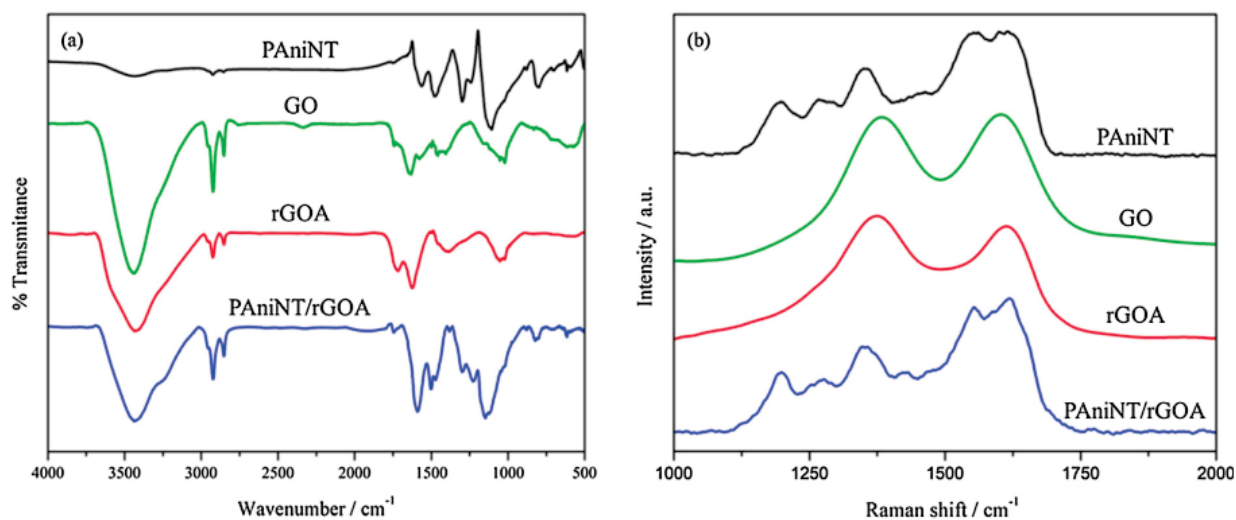 (a)
PAniNT
GO
rGOA
PAniNT/rGOA
% Transmitance
4000 3500 3000 2500 2000 1500 1000 500
Wavenumber / cm⁻¹
(b)
PAniNT
GO
rGOA
PAniNT/rGOA
Intensity / a.u.
1000 1250 1500 1750 2000
Raman shift / cm⁻¹